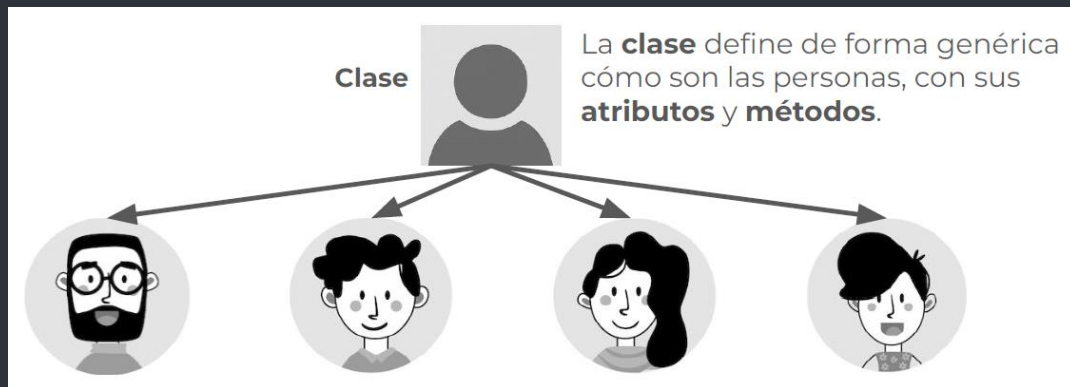 Clase
La clase define de forma genérica
cómo son las personas, con sus
atributos y métodos.